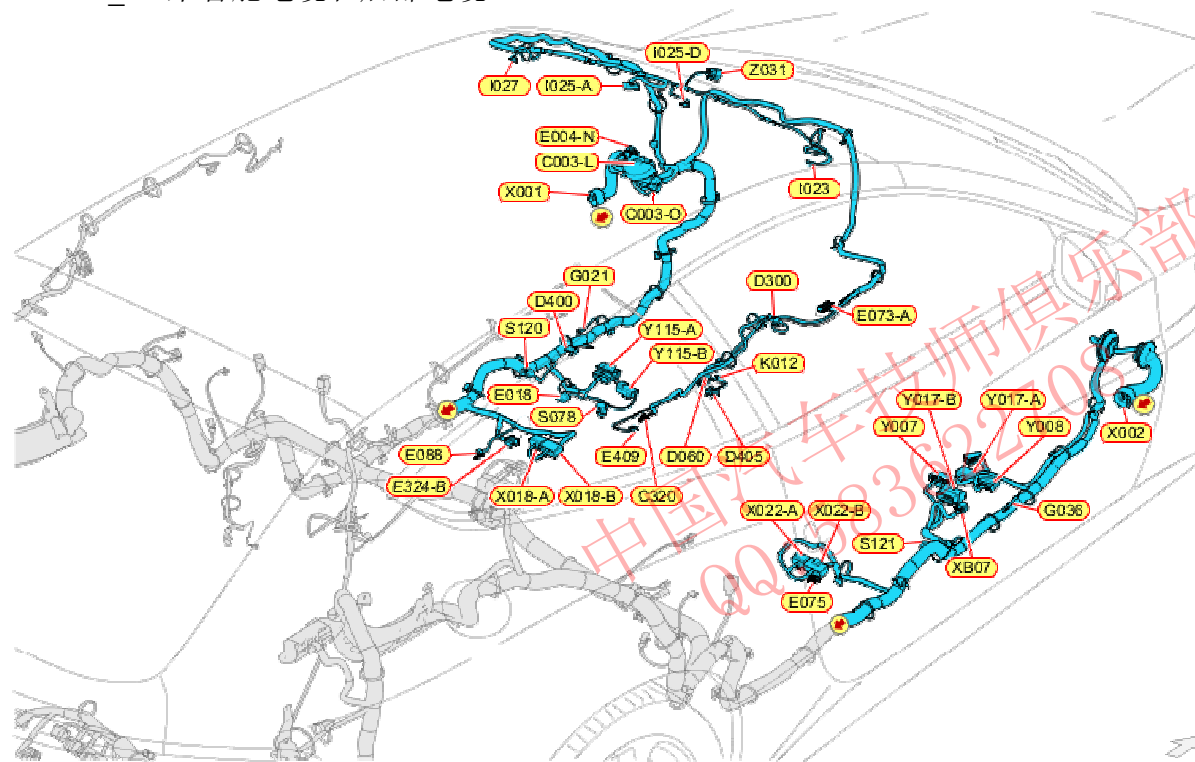 i025-D
Z031
I027
I025-A
E004-N
C003-L
X001
C003-O
I023
G021
D400
S120
Y115-A
Y115-B
D300
E073-A
K012
E018
S078
E088
E324-B
X018-A
X018-B
C320
E409
D060
D405
Y017-B
Y017-A
Y007
Y008
X002
X022-A
X022-B
G036
S121
XB07
E075
中国汽车技师俱乐部